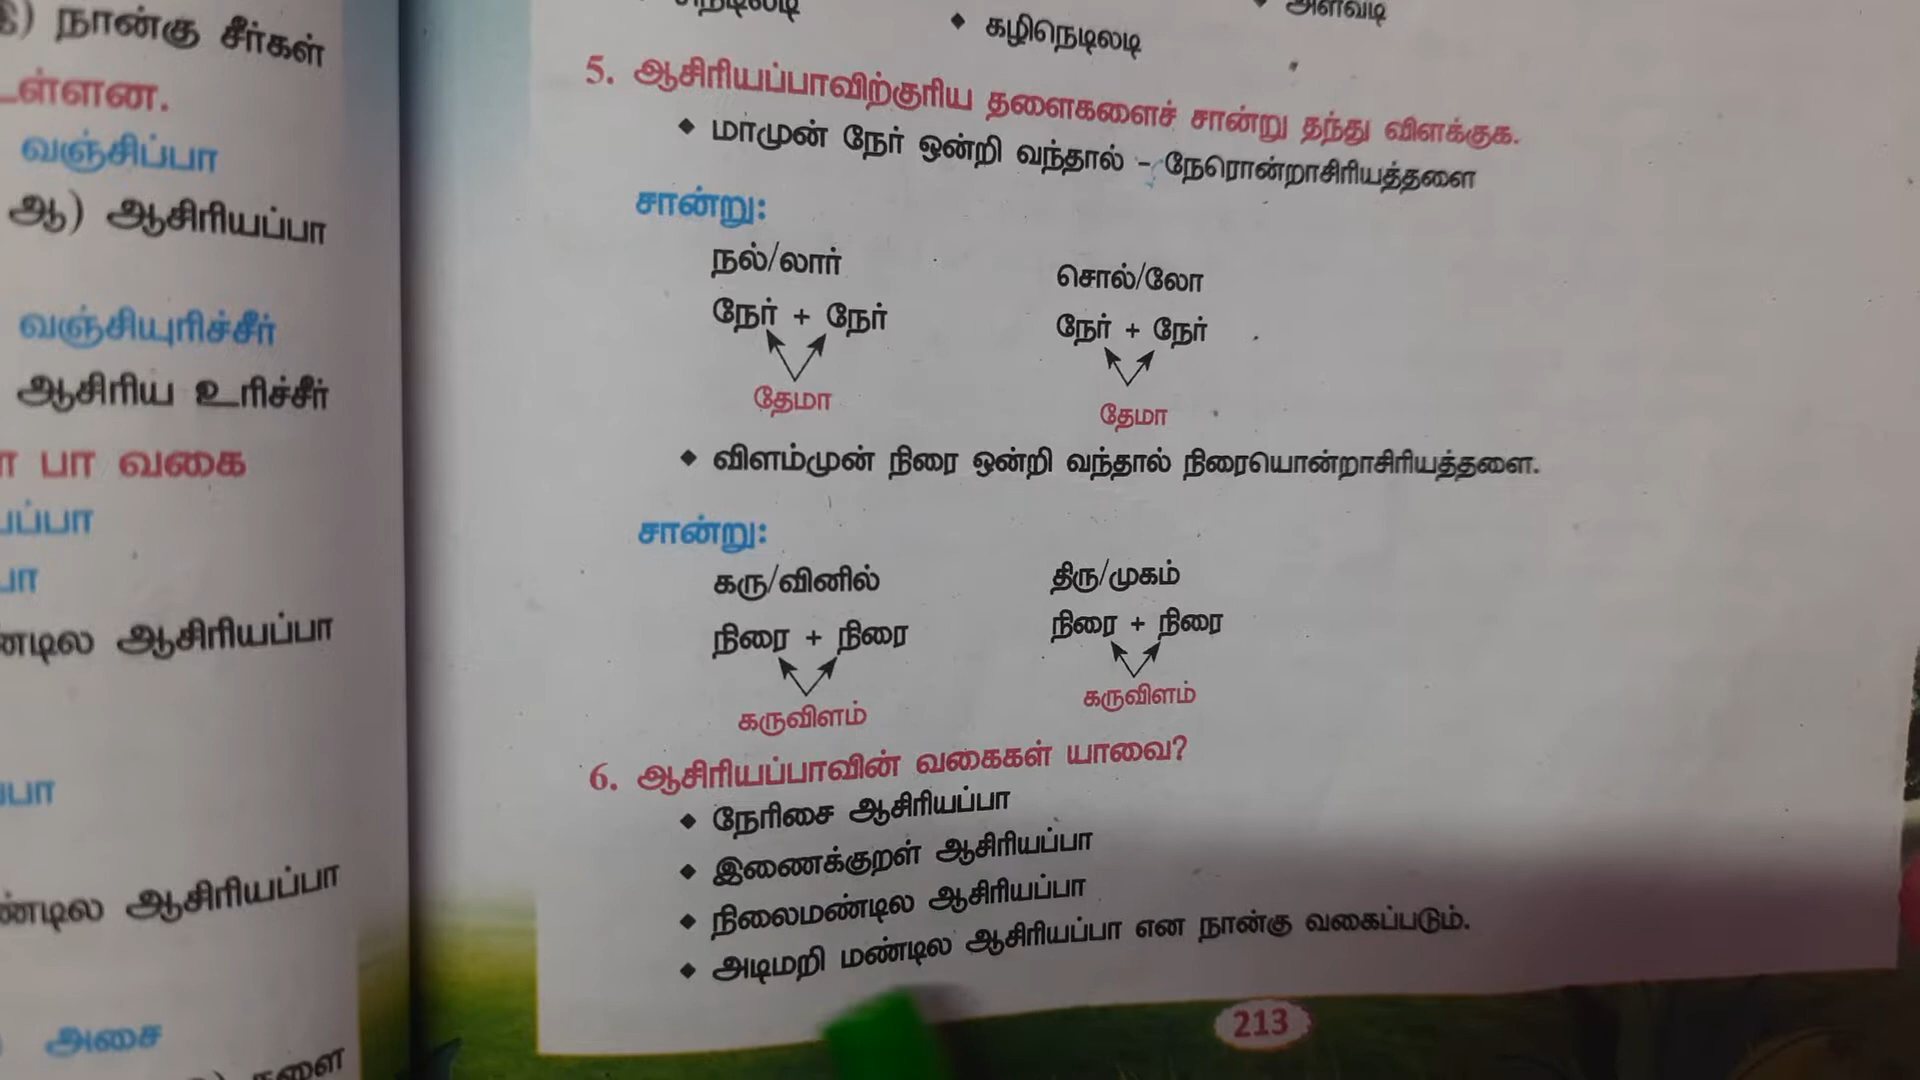 நான்கு சீர்கள்
வஞ்சிப்பா
ஆ) ஆசிரியப்பா
வஞ்சியுரிச்சீர்
ஆசிரிய உரிச்சீர்
பா வகை
ஆசிரியப்பா
ஆசிரியப்பா
அசை
◆ கழிநெடிலடி
◆ அளவடி
5. ஆசிரியப்பாவிற்குரிய தளைகளைச் சான்று தந்து விளக்குக.
◆ மாமுன் நேர் ஒன்றி வந்தால் - நேரொன்றாசிரியத்தளை
சான்று:
நல்/லார் சொல்/லோ
நேர் + நேர் நேர் + நேர்
தேமா தேமா
◆ விளம்முன் நிரை ஒன்றி வந்தால் நிரையொன்றாசிரியத்தளை.
சான்று:
கரு/வினில் திரு/முகம்
நிரை + நிரை நிரை + நிரை
கருவிளம் கருவிளம்
6. ஆசிரியப்பாவின் வகைகள் யாவை?
◆ நேரிசை ஆசிரியப்பா
◆ இணைக்குறள் ஆசிரியப்பா
◆ நிலைமண்டில ஆசிரியப்பா
◆ அடிமறி மண்டில ஆசிரியப்பா என நான்கு வகைப்படும்.
213